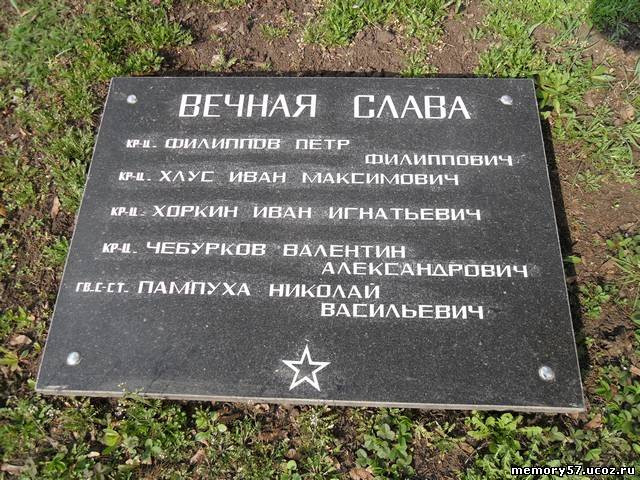 ВЕЧНАЯ СЛАВА
КР-Ц. ФИЛИППОВ ПЕТР
ФИЛИППОВИЧ
КР-Ц. ХЛУС ИВАН МАКСИМОВИЧ
КР-Ц. ХОРКИН ИВАН ИГНАТЬЕВИЧ
КР-Ц. ЧЕБУРКОВ ВАЛЕНТИН
АЛЕКСАНДРОВИЧ
ГВ.С-СТ. ПАМПУХА НИКОЛАЙ
ВАСИЛЬЕВИЧ
memory57.ucoz.ru